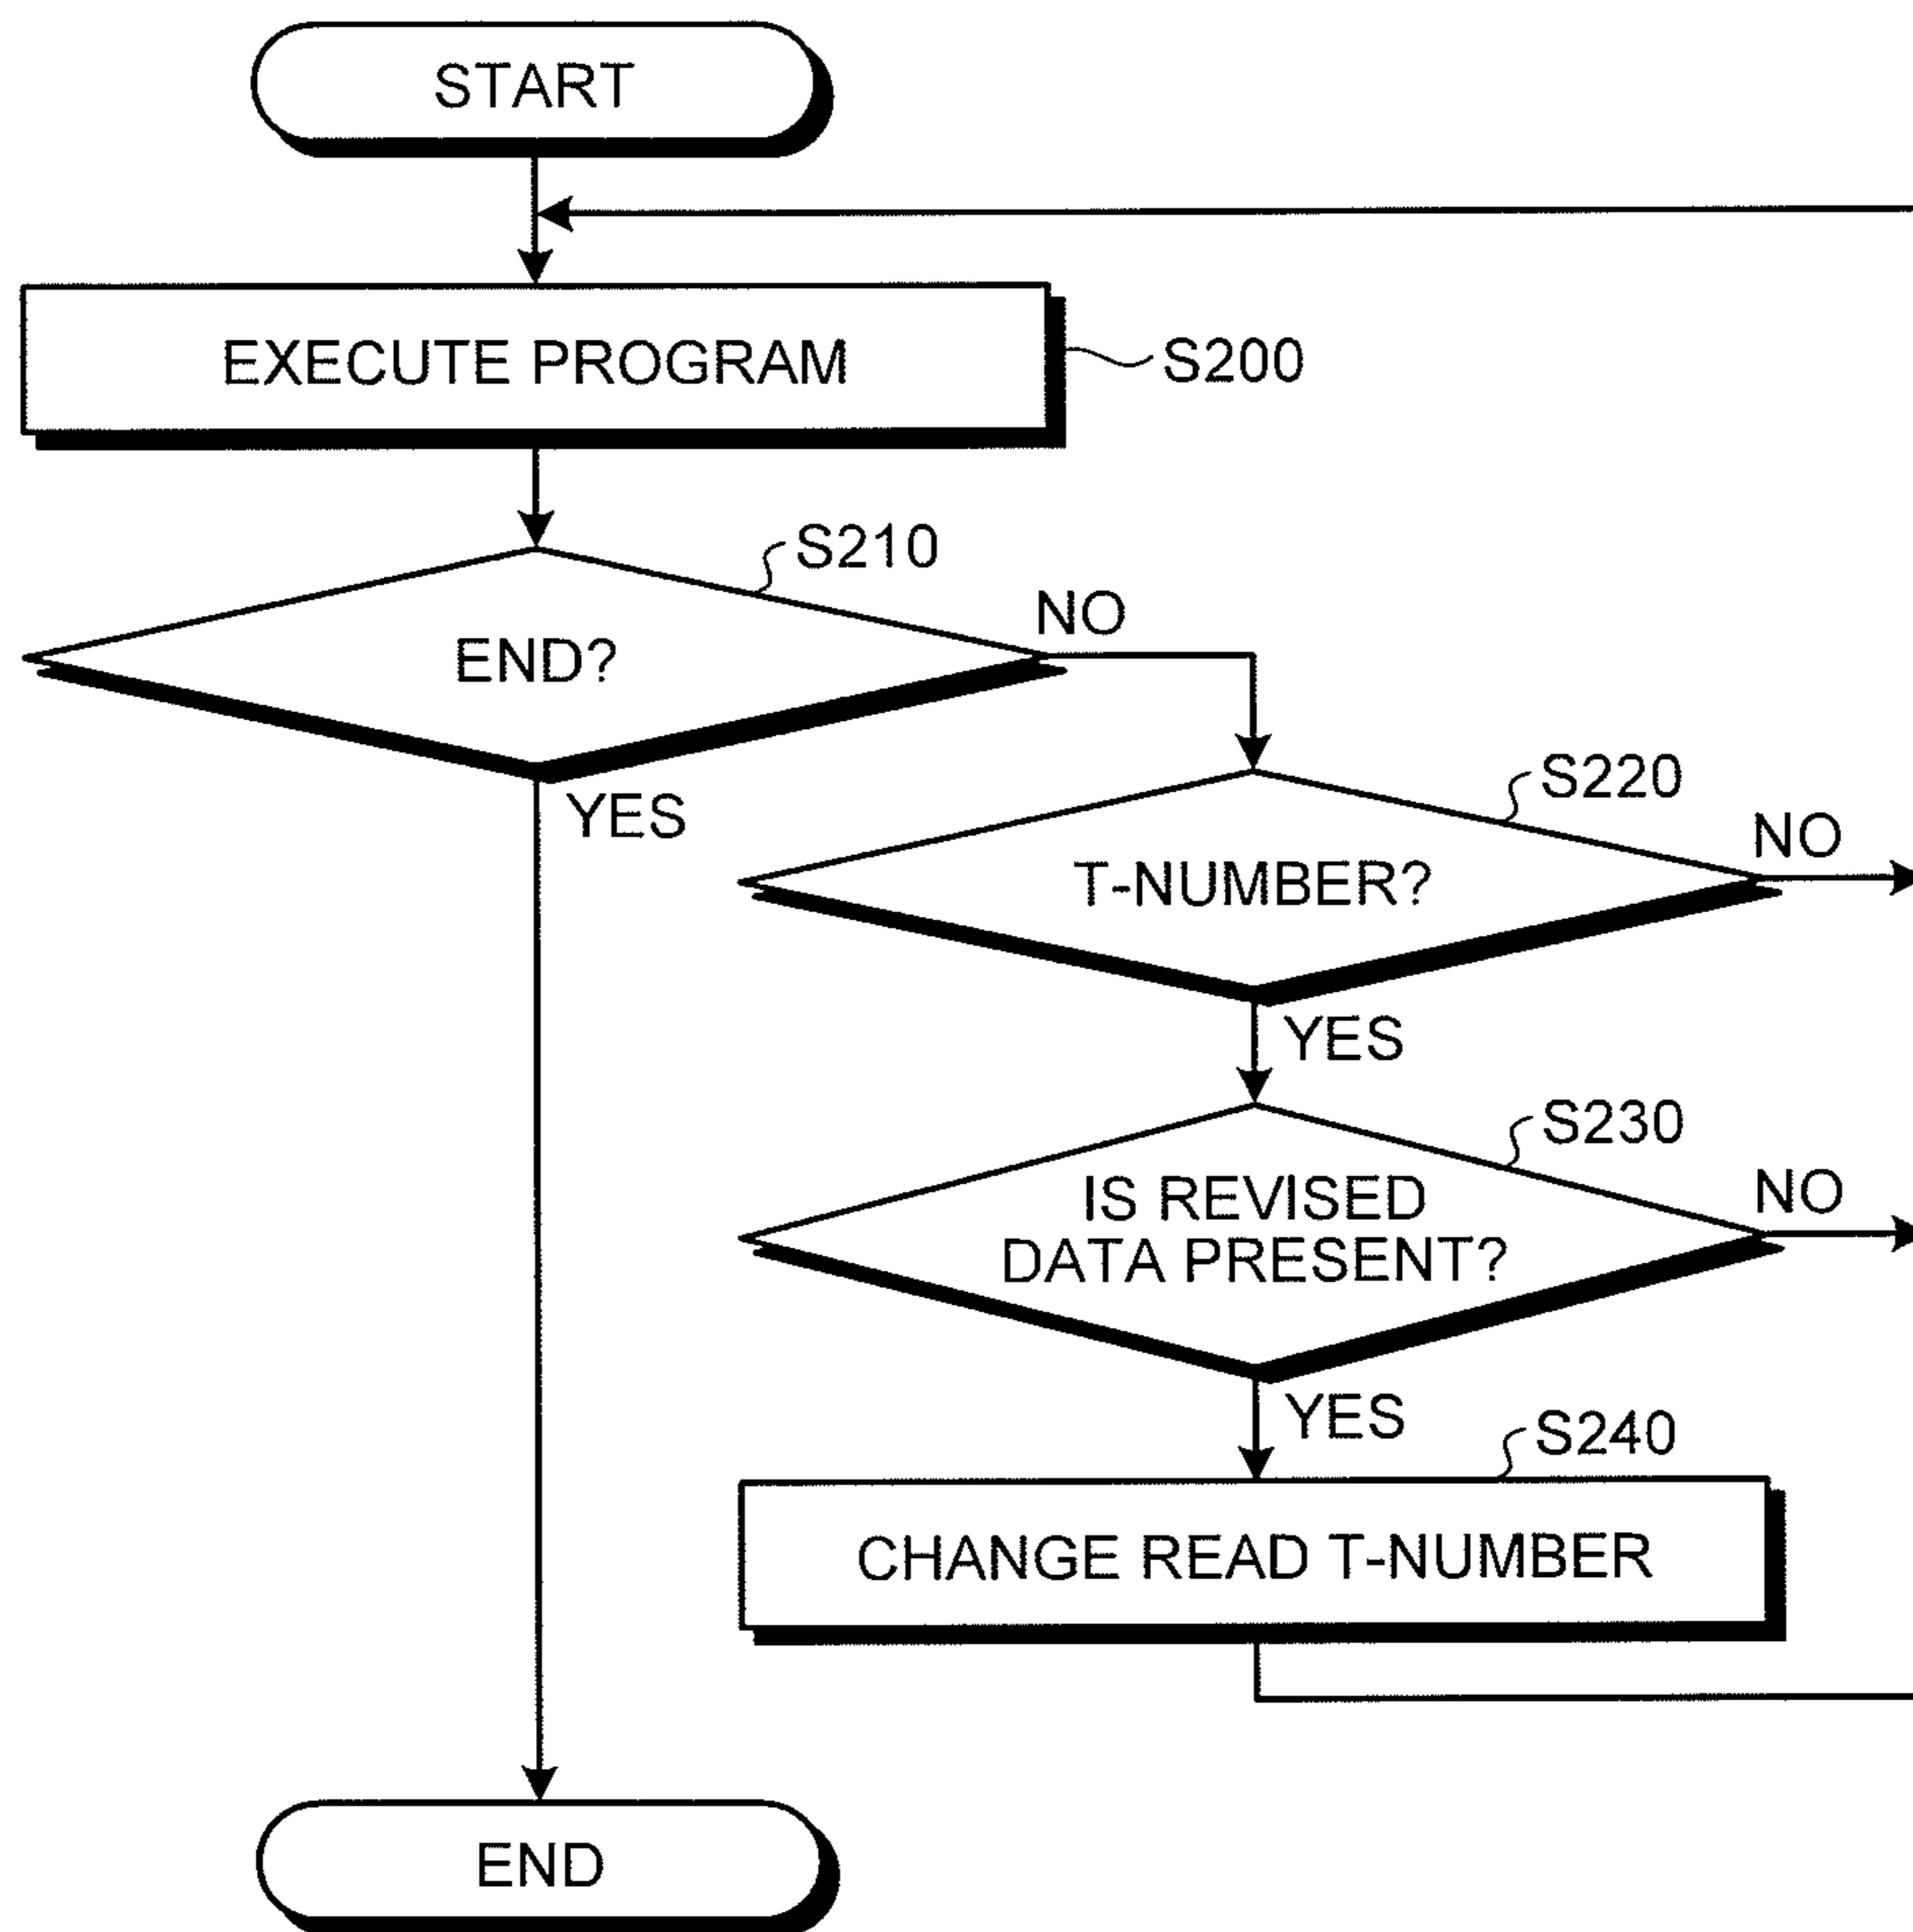 START
EXECUTE PROGRAM
S200
S210
END?
NO
YES
S220
T-NUMBER?
NO
YES
S230
IS REVISED
DATA PRESENT?
NO
YES
S240
CHANGE READ T-NUMBER
END